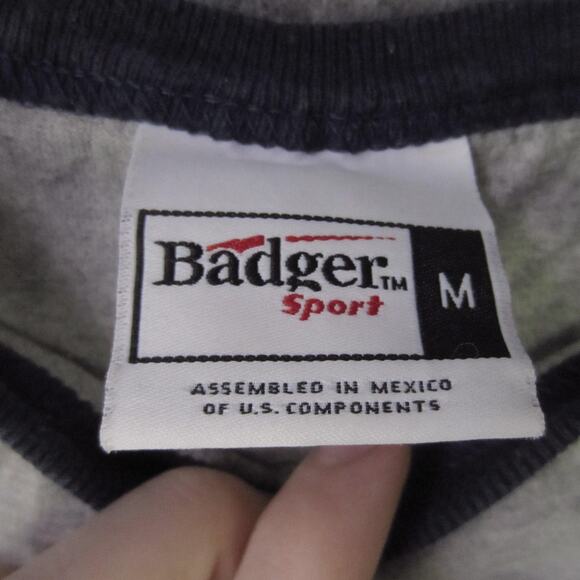 Badger™
Sport
M
ASSEMBLED IN MEXICO
OF U.S. COMPONENTS